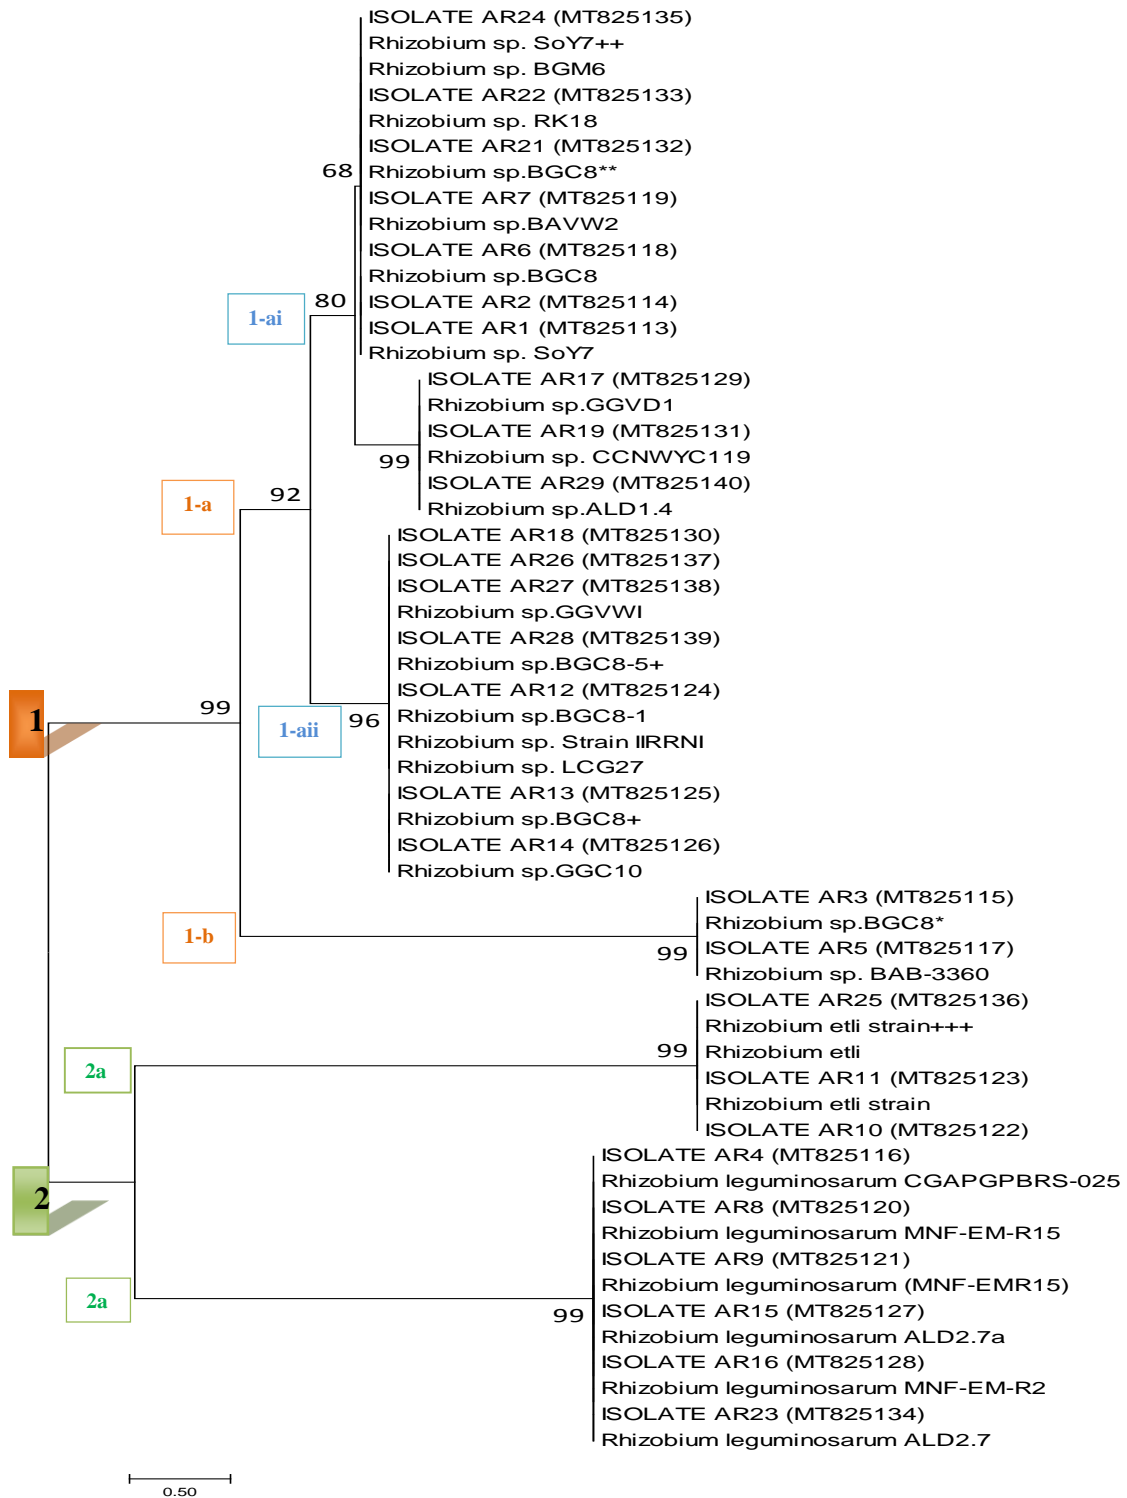 ISOLATE AR24 (MT825135)
Rhizobium sp. SoY7++
Rhizobium sp. BGM6
ISOLATE AR22 (MT825133)
Rhizobium sp. RK18
ISOLATE AR21 (MT825132)
68
Rhizobium sp.BGC8**
ISOLATE AR7 (MT825119)
Rhizobium sp.BAVW2
ISOLATE AR6 (MT825118)
Rhizobium sp.BGC8
80
ISOLATE AR2 (MT825114)
1-ai
ISOLATE AR1 (MT825113)
Rhizobium sp. SoY7
ISOLATE AR17 (MT825129)
Rhizobium sp.GGVD1
ISOLATE AR19 (MT825131)
Rhizobium sp. CCNWYC119
99
ISOLATE AR29 (MT825140)
92
1-a
Rhizobium sp.ALD1.4
ISOLATE AR18 (MT825130)
ISOLATE AR26 (MT825137)
ISOLATE AR27 (MT825138)
Rhizobium sp.GGVWI
ISOLATE AR28 (MT825139)
Rhizobium sp.BGC8-5+
ISOLATE AR12 (MT825124)
99
1
1-aii
96
Rhizobium sp.BGC8-1
Rhizobium sp. Strain IIRRNI
Rhizobium sp. LCG27
ISOLATE AR13 (MT825125)
Rhizobium sp.BGC8+
ISOLATE AR14 (MT825126)
Rhizobium sp.GGC10
ISOLATE AR3 (MT825115)
Rhizobium sp.BGC8*
1-b
99
ISOLATE AR5 (MT825117)
Rhizobium sp. BAB-3360
ISOLATE AR25 (MT825136)
Rhizobium etli strain+++
99
Rhizobium etli
2a
ISOLATE AR11 (MT825123)
Rhizobium etli strain
ISOLATE AR10 (MT825122)
ISOLATE AR4 (MT825116)
Rhizobium leguminosarum CGAPGPBRS-025
2
ISOLATE AR8 (MT825120)
Rhizobium leguminosarum MNF-EM-R15
ISOLATE AR9 (MT825121)
Rhizobium leguminosarum (MNF-EMR15)
2a
99
ISOLATE AR15 (MT825127)
Rhizobium leguminosarum ALD2.7a
ISOLATE AR16 (MT825128)
Rhizobium leguminosarum MNF-EM-R2
ISOLATE AR23 (MT825134)
Rhizobium leguminosarum ALD2.7
0.50